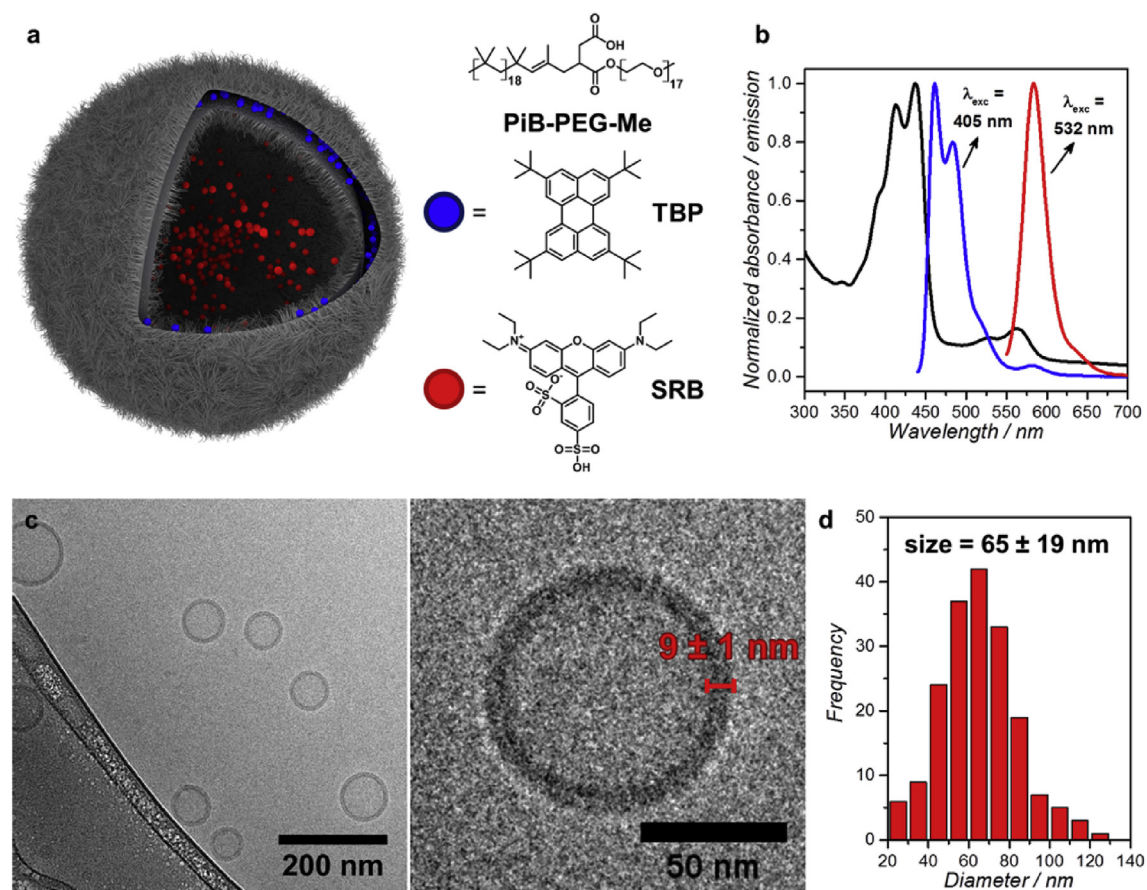 a
O
OH
18
O
O
O
17
PiB-PEG-Me
=
TBP
N⁺
O
N
SO⁻
O
O
=
SRB
O=S=O
OH
b
Normalized absorbance / emission
1.0
0.8
0.6
0.4
0.2
0.0
λexc =
405 nm
λexc =
532 nm
300 350 400 450 500 550 600 650 700
Wavelength / nm
c
200 nm
9 ± 1 nm
50 nm
d
size = 65 ± 19 nm
Frequency
50
40
30
20
10
0
20 40 60 80 100 120 140
Diameter / nm